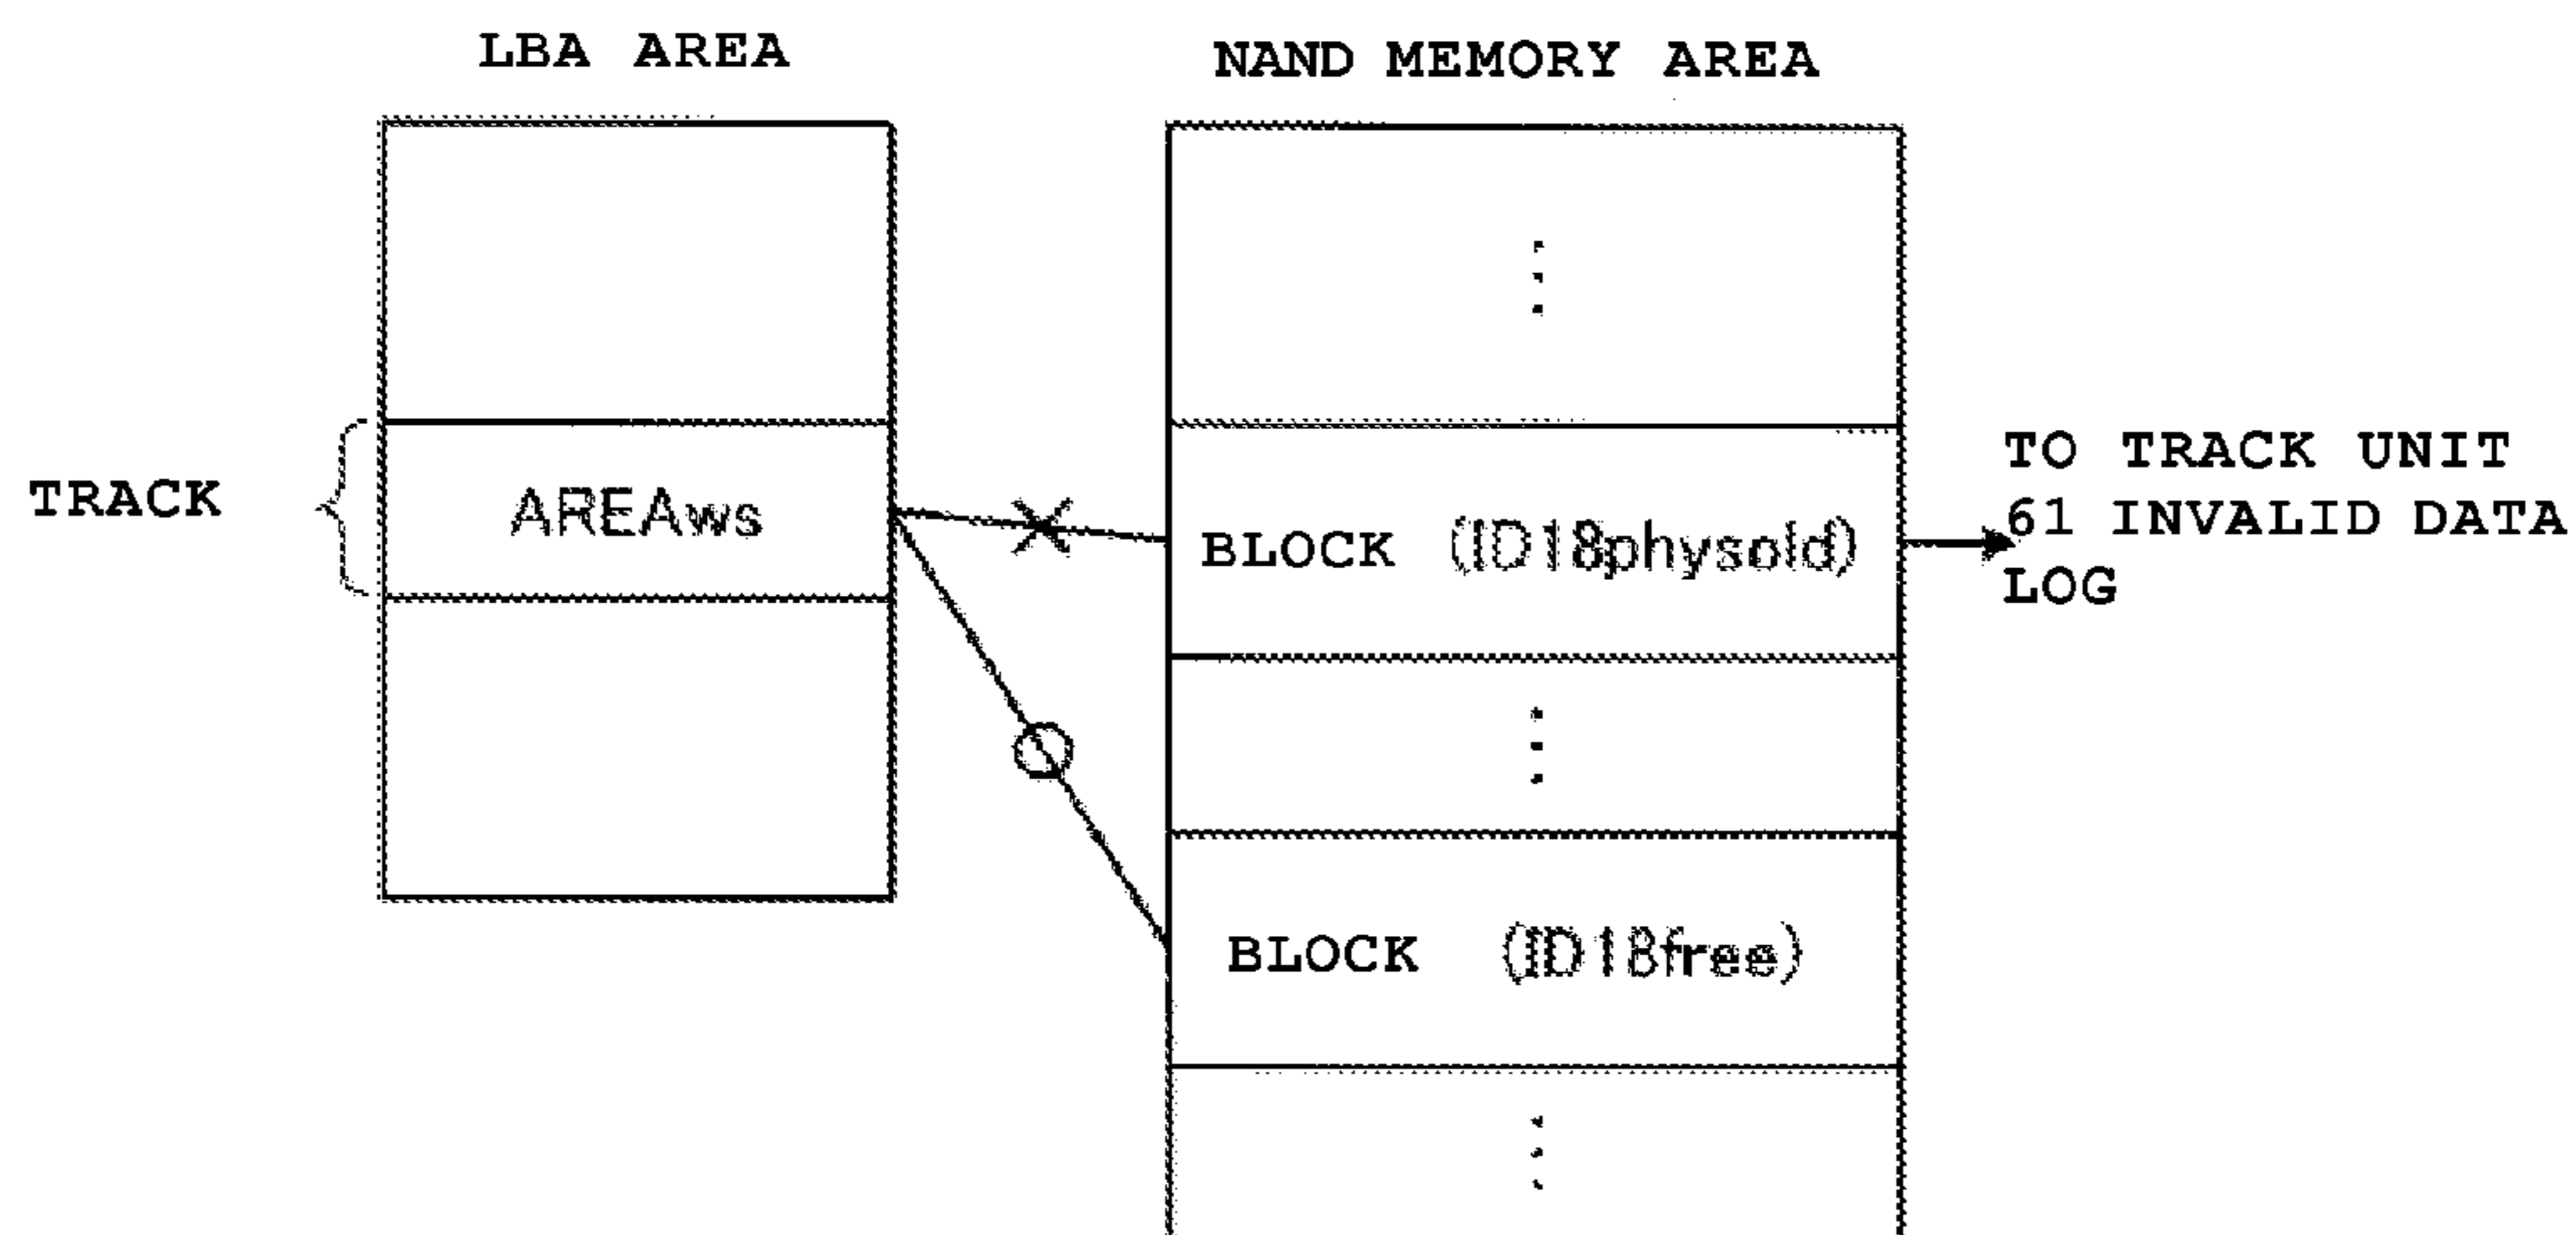 LBA AREA
NAND MEMORY AREA
TRACK
AREAws
BLOCK (ID18physold)
TO TRACK UNIT
61 INVALID DATA
LOG
BLOCK (ID18free)